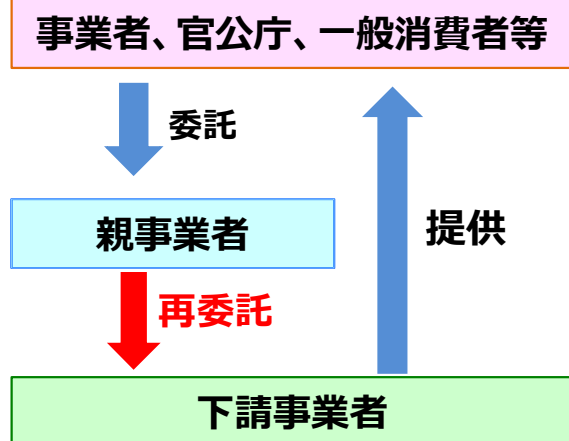 事業者、官公庁、一般消費者等
委託
親事業者
提供
再委託
下請事業者